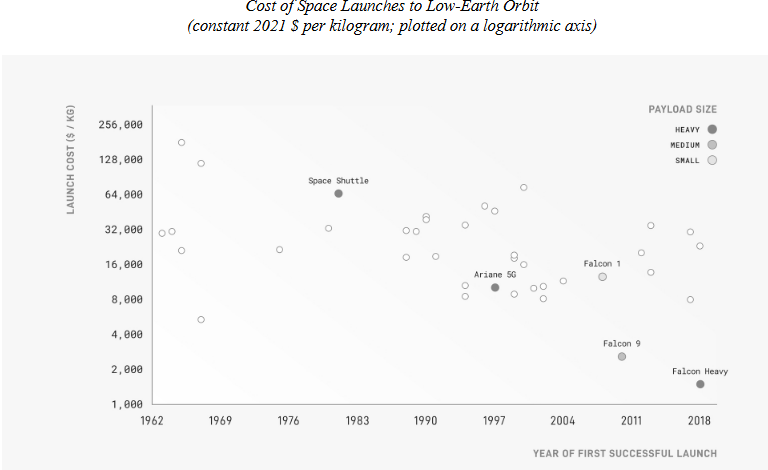 Cost of Space Launches to Low-Earth Orbit
(constant 2021 $ per kilogram; plotted on a logarithmic axis)
LAUNCH COST ($ / KG)
PAYLOAD SIZE
HEAVY
MEDIUM
SMALL
256,000
128,000
64,000
32,000
16,000
8,000
4,000
2,000
1,000
Space Shuttle
Ariane 5G
Falcon 1
Falcon 9
Falcon Heavy
1962 1969 1976 1983 1990 1997 2004 2011 2018
YEAR OF FIRST SUCCESSFUL LAUNCH